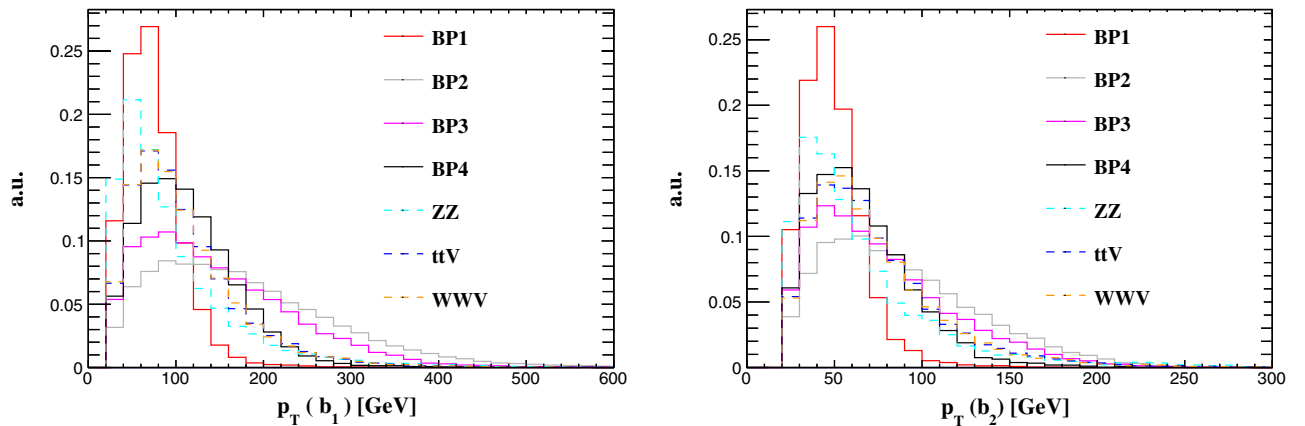 a.u.
0.25
0.2
0.15
0.1
0.05
0
BP1
BP2
BP3
BP4
ZZ
ttV
WWV
0 100 200 300 400 500 600
p_T ( b_1 ) [GeV]
a.u.
0.25
0.2
0.15
0.1
0.05
0
BP1
BP2
BP3
BP4
ZZ
ttV
WWV
0 50 100 150 200 250 300
p_T (b_2) [GeV]